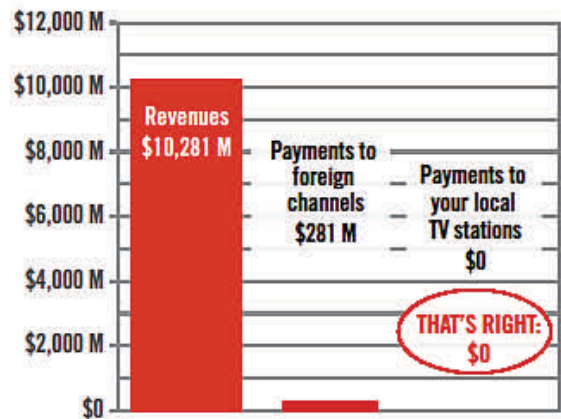 $12,000 M
$10,000 M
$8,000 M
$6,000 M
$4,000 M
$2,000 M
$0
Revenues
$10,281 M
Payments to
foreign
channels
$281 M
Payments to
your local
TV stations
$0
THAT'S RIGHT:
$0